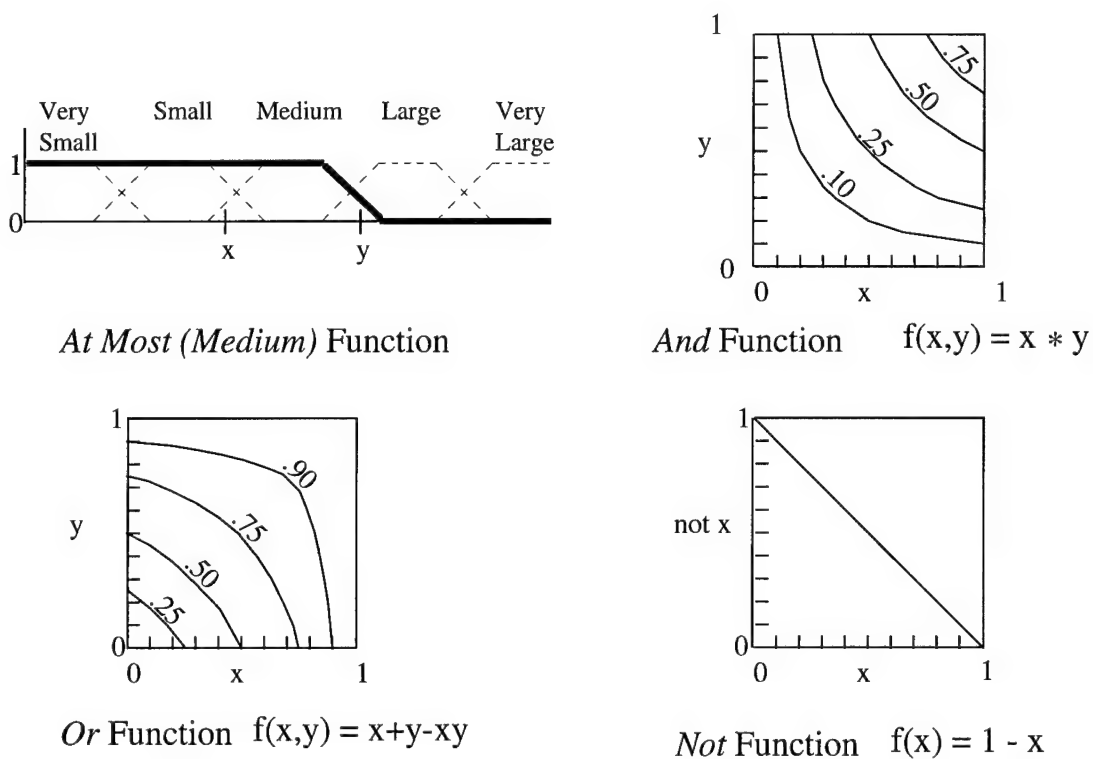 Very Small
Small
Medium
Large
Very Large
1
0
x
y
At Most (Medium) Function
1
y
.75
.50
.25
.10
0
0
x
1
And Function f(x,y) = x * y
1
y
.90
.75
.50
.25
0
0
x
1
Or Function f(x,y) = x+y-xy
1
not x
0
0
x
1
Not Function f(x) = 1 - x